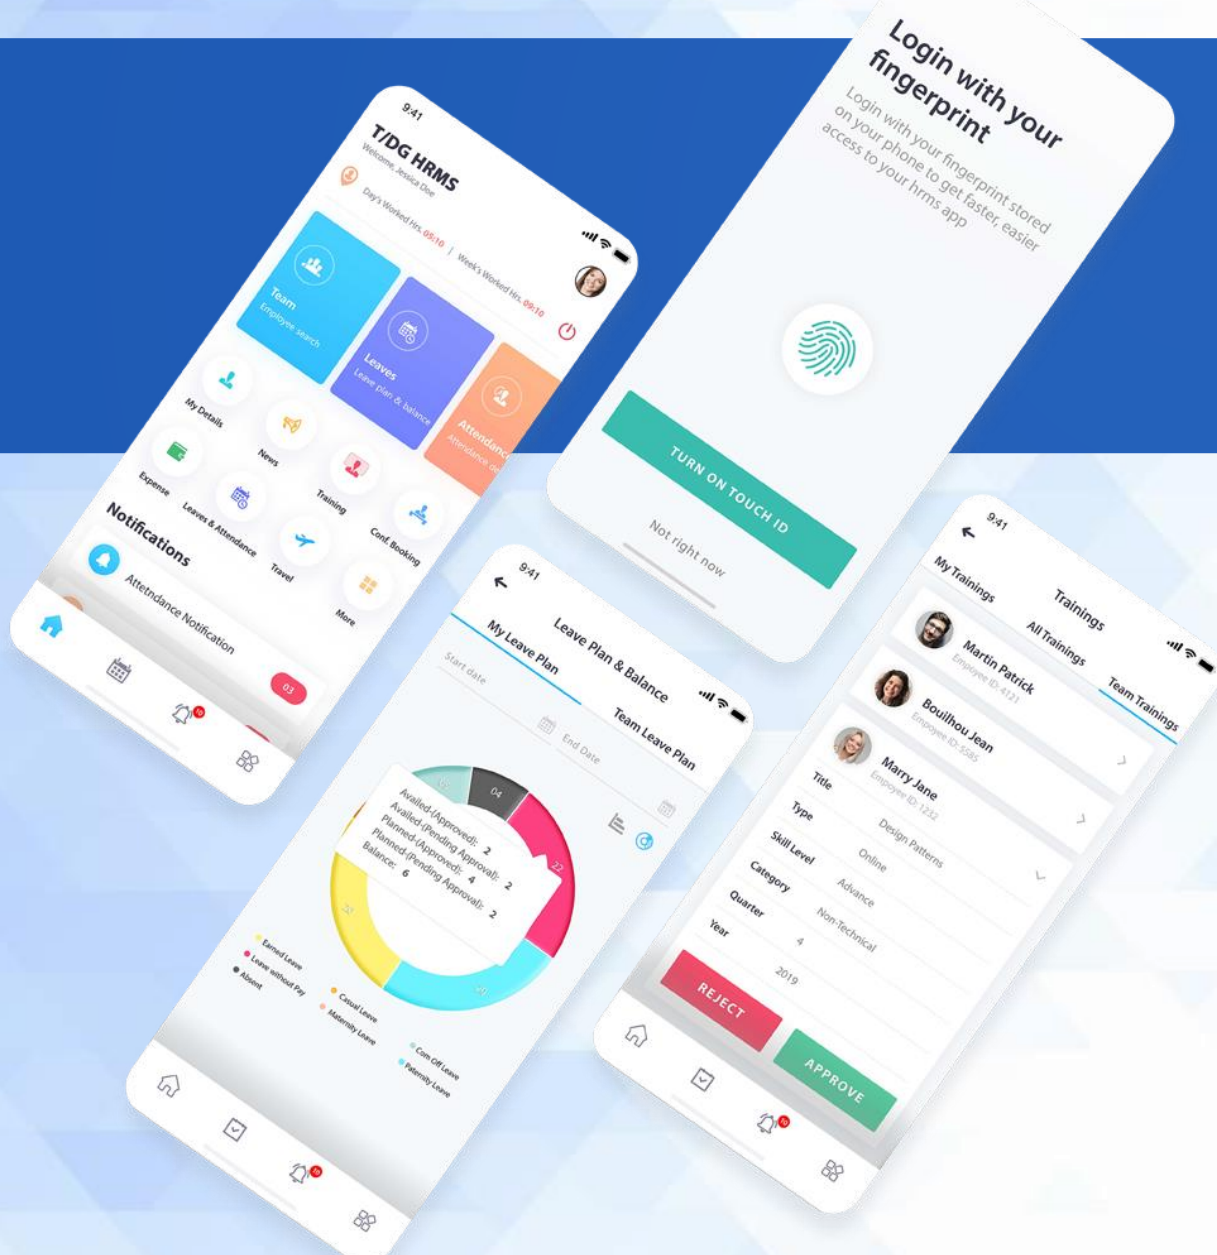 9:41
T/DG HRMS
Welcome, Jessica Doe
Day's Worked Hrs. 05:10 | Week's Worked Hrs. 09:10
Team
Employee search
Leaves
Leave plan & balance
Attendance
Attendance de
My Details
News
Training
Conf. Booking
Expense
Leaves & Attendance
Travel
More
Notifications
Attetndance Notification
03
10
Login with your
fingerprint
Login with your fingerprint stored
on your phone to get faster, easier
access to your hrms app
TURN ON TOUCH ID
Not right now
9:41
Leave Plan & Balance
My Leave Plan
Team Leave Plan
Start date
End Date
04
22
Availed-(Approved): 2
Availed-(Pending Approval): 2
Planned-(Approved): 4
Planned-(Pending Approval): 2
Balance: 6
Earned Leave
Leave without Pay
Absent
Casual Leave
Maternity Leave
Com Off Leave
Paternity Leave
10
9:41
Trainings
My Trainings
All Trainings
Team Trainings
Martin Patrick
Employee ID: 4121
Bouilhou Jean
Empoyee ID: 5585
Marry Jane
Empoyee ID: 1232
Title Design Patterns
Type Online
Skill Level Advance
Category Non-Technical
Quarter 4
Year 2019
REJECT
APPROVE
10